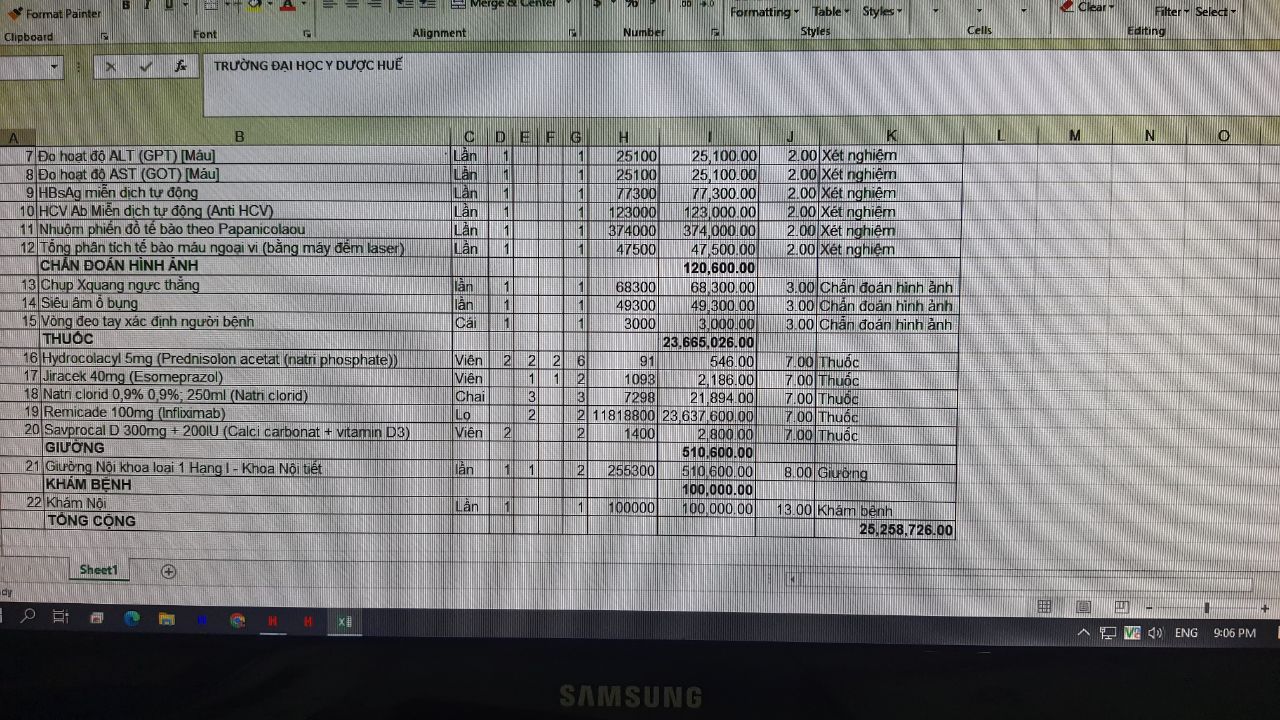 Format Painter
Merge & Center
$ % ,
Formatting Table Styles
Clear
Filter Select
Clipboard Font Alignment Number Styles Cells Editing
fx TRƯỜNG ĐẠI HỌC Y DƯỢC HUẾ
A B C D E F G H I J K L M N O
7 Đo hoạt độ ALT (GPT) [Máu] Lần 1 1 25100 25,100.00 2.00 Xét nghiệm
8 Đo hoạt độ AST (GOT) [Máu] Lần 1 1 25100 25,100.00 2.00 Xét nghiệm
9 HBsAg miễn dịch tự động Lần 1 1 77300 77,300.00 2.00 Xét nghiệm
10 HCV Ab Miễn dịch tự động (Anti HCV) Lần 1 1 123000 123,000.00 2.00 Xét nghiệm
11 Nhuộm phiến đồ tế bào theo Papanicolaou Lần 1 1 374000 374,000.00 2.00 Xét nghiệm
12 Tổng phân tích tế bào máu ngoại vi (bằng máy đếm laser) Lần 1 1 47500 47,500.00 2.00 Xét nghiệm
CHẨN ĐOÁN HÌNH ẢNH 120,600.00
13 Chụp Xquang ngực thẳng lần 1 1 68300 68,300.00 3.00 Chẩn đoán hình ảnh
14 Siêu âm ổ bụng lần 1 1 49300 49,300.00 3.00 Chẩn đoán hình ảnh
15 Vòng đeo tay xác định người bệnh Cái 1 1 3000 3,000.00 3.00 Chẩn đoán hình ảnh
THUỐC 23,665,026.00
16 Hydrocolacyl 5mg (Prednisolon acetat (natri phosphate)) Viên 2 2 2 6 91 546.00 7.00 Thuốc
17 Jiracek 40mg (Esomeprazol) Viên 1 1 2 1093 2,186.00 7.00 Thuốc
18 Natri clorid 0,9% 0,9%; 250ml (Natri clorid) Chai 3 3 7298 21,894.00 7.00 Thuốc
19 Remicade 100mg (Infliximab) Lọ 2 2 11818800 23,637,600.00 7.00 Thuốc
20 Savprocal D 300mg + 200IU (Calci carbonat + vitamin D3) Viên 2 2 1400 2,800.00 7.00 Thuốc
GIƯỜNG 510,600.00
21 Giường Nội khoa loại 1 Hạng I - Khoa Nội tiết lần 1 1 2 255300 510,600.00 8.00 Giường
KHÁM BỆNH 100,000.00
22 Khám Nội Lần 1 1 100000 100,000.00 13.00 Khám bệnh
TỔNG CỘNG 25,258,726.00
Sheet1
ENG 9:06 PM
SAMSUNG